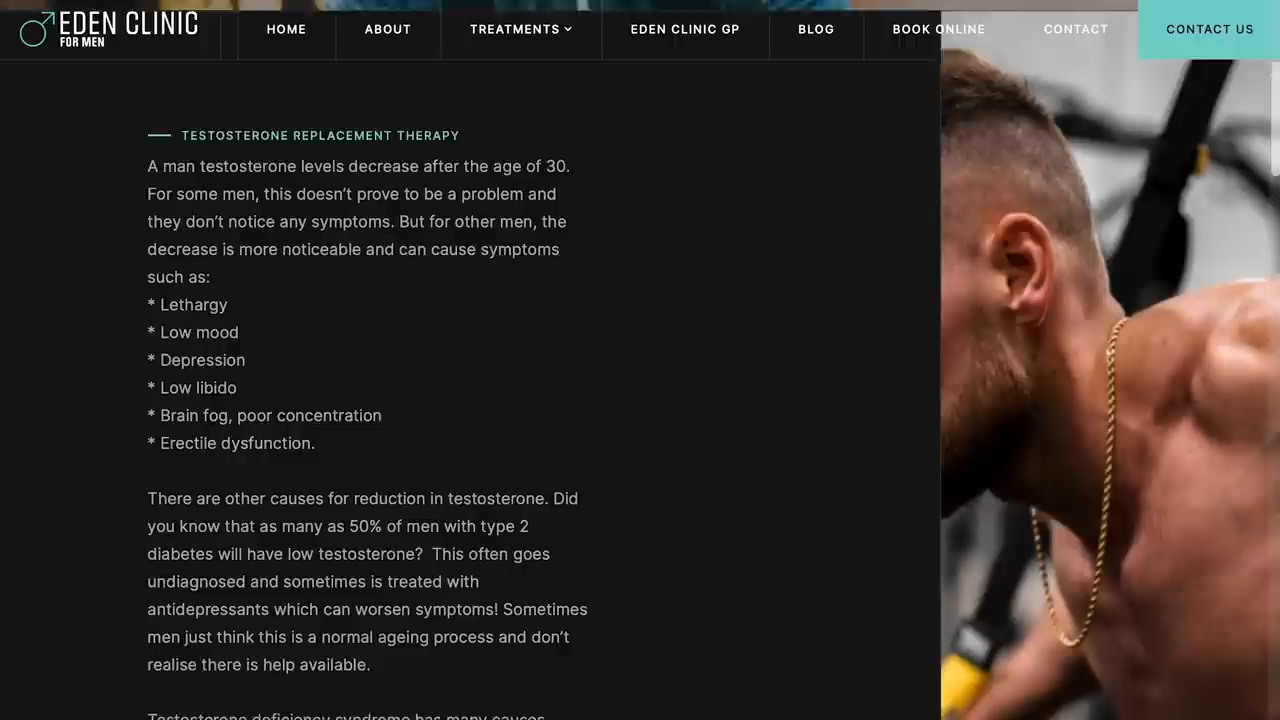 EDEN CLINIC
FOR MEN
HOME
ABOUT
TREATMENTS
EDEN CLINIC GP
BLOG
BOOK ONLINE
CONTACT
CONTACT US
TESTOSTERONE REPLACEMENT THERAPY
A man testosterone levels decrease after the age of 30.
For some men, this doesn’t prove to be a problem and
they don’t notice any symptoms. But for other men, the
decrease is more noticeable and can cause symptoms
such as:
* Lethargy
* Low mood
* Depression
* Low libido
* Brain fog, poor concentration
* Erectile dysfunction.
There are other causes for reduction in testosterone. Did
you know that as many as 50% of men with type 2
diabetes will have low testosterone?  This often goes
undiagnosed and sometimes is treated with
antidepressants which can worsen symptoms! Sometimes
men just think this is a normal ageing process and don’t
realise there is help available.
Testosterone deficiency syndrome has many causes